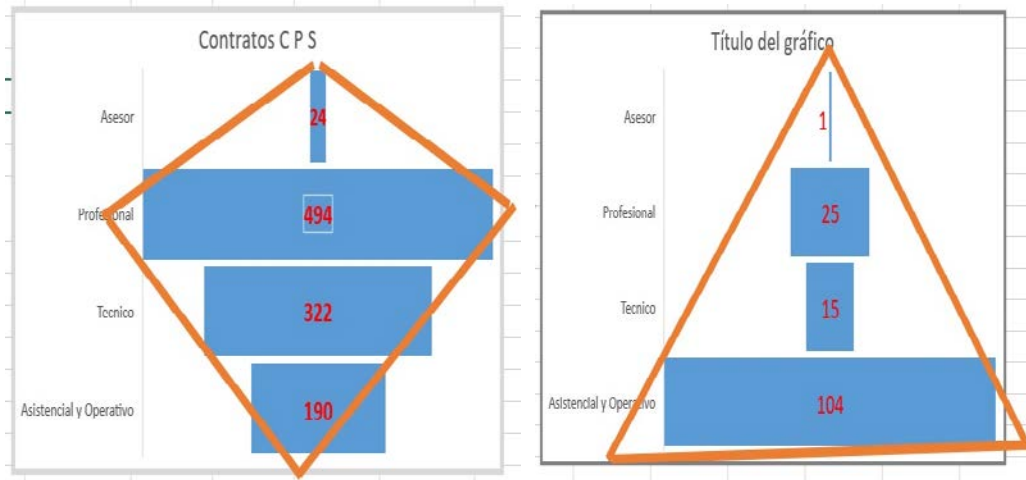 Contratos C P S
Asesor
24
Profesional
494
Tecnico
322
Asistencial y Operativo
190
Título del gráfico
Asesor
1
Profesional
25
Tecnico
15
Asistencial y Operativo
104